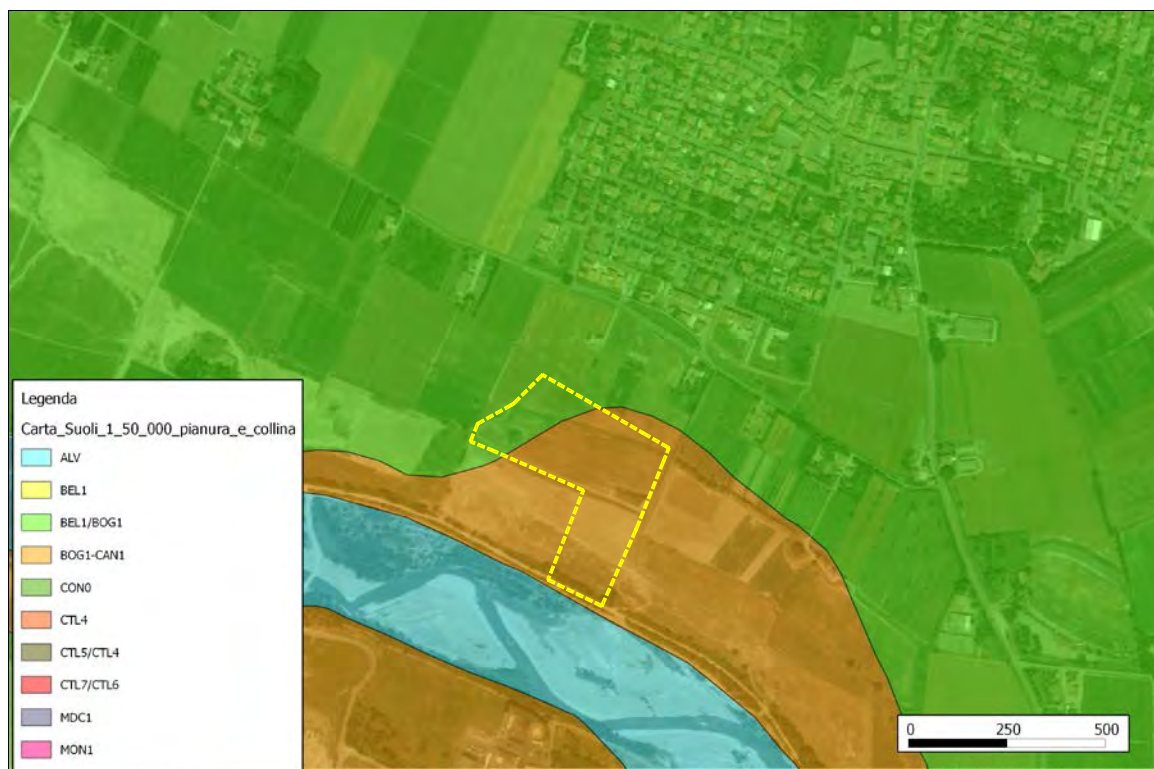 Legenda
Carta_Suoli_1_50_000_pianura_e_collina
ALV
BEL1
BEL1/BOG1
BOG1-CAN1
CON0
CTL4
CTL5/CTL4
CTL7/CTL6
MDC1
MON1
0 250 500